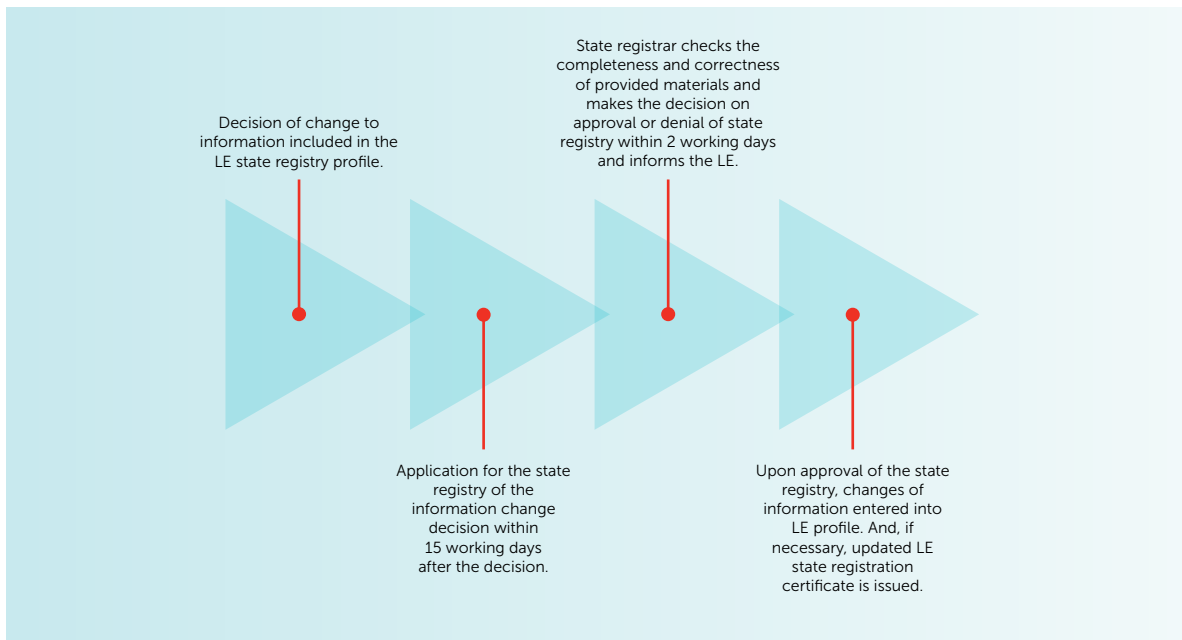 Decision of change to
information included in the
LE state registry profile.
Application for the state
registry of the
information change
decision within
15 working days
after the decision.
State registrar checks the
completeness and correctness
of provided materials and
makes the decision on
approval or denial of state
registry within 2 working days
and informs the LE.
Upon approval of the state
registry, changes of
information entered into
LE profile. And, if
necessary, updated LE
state registration
certificate is issued.